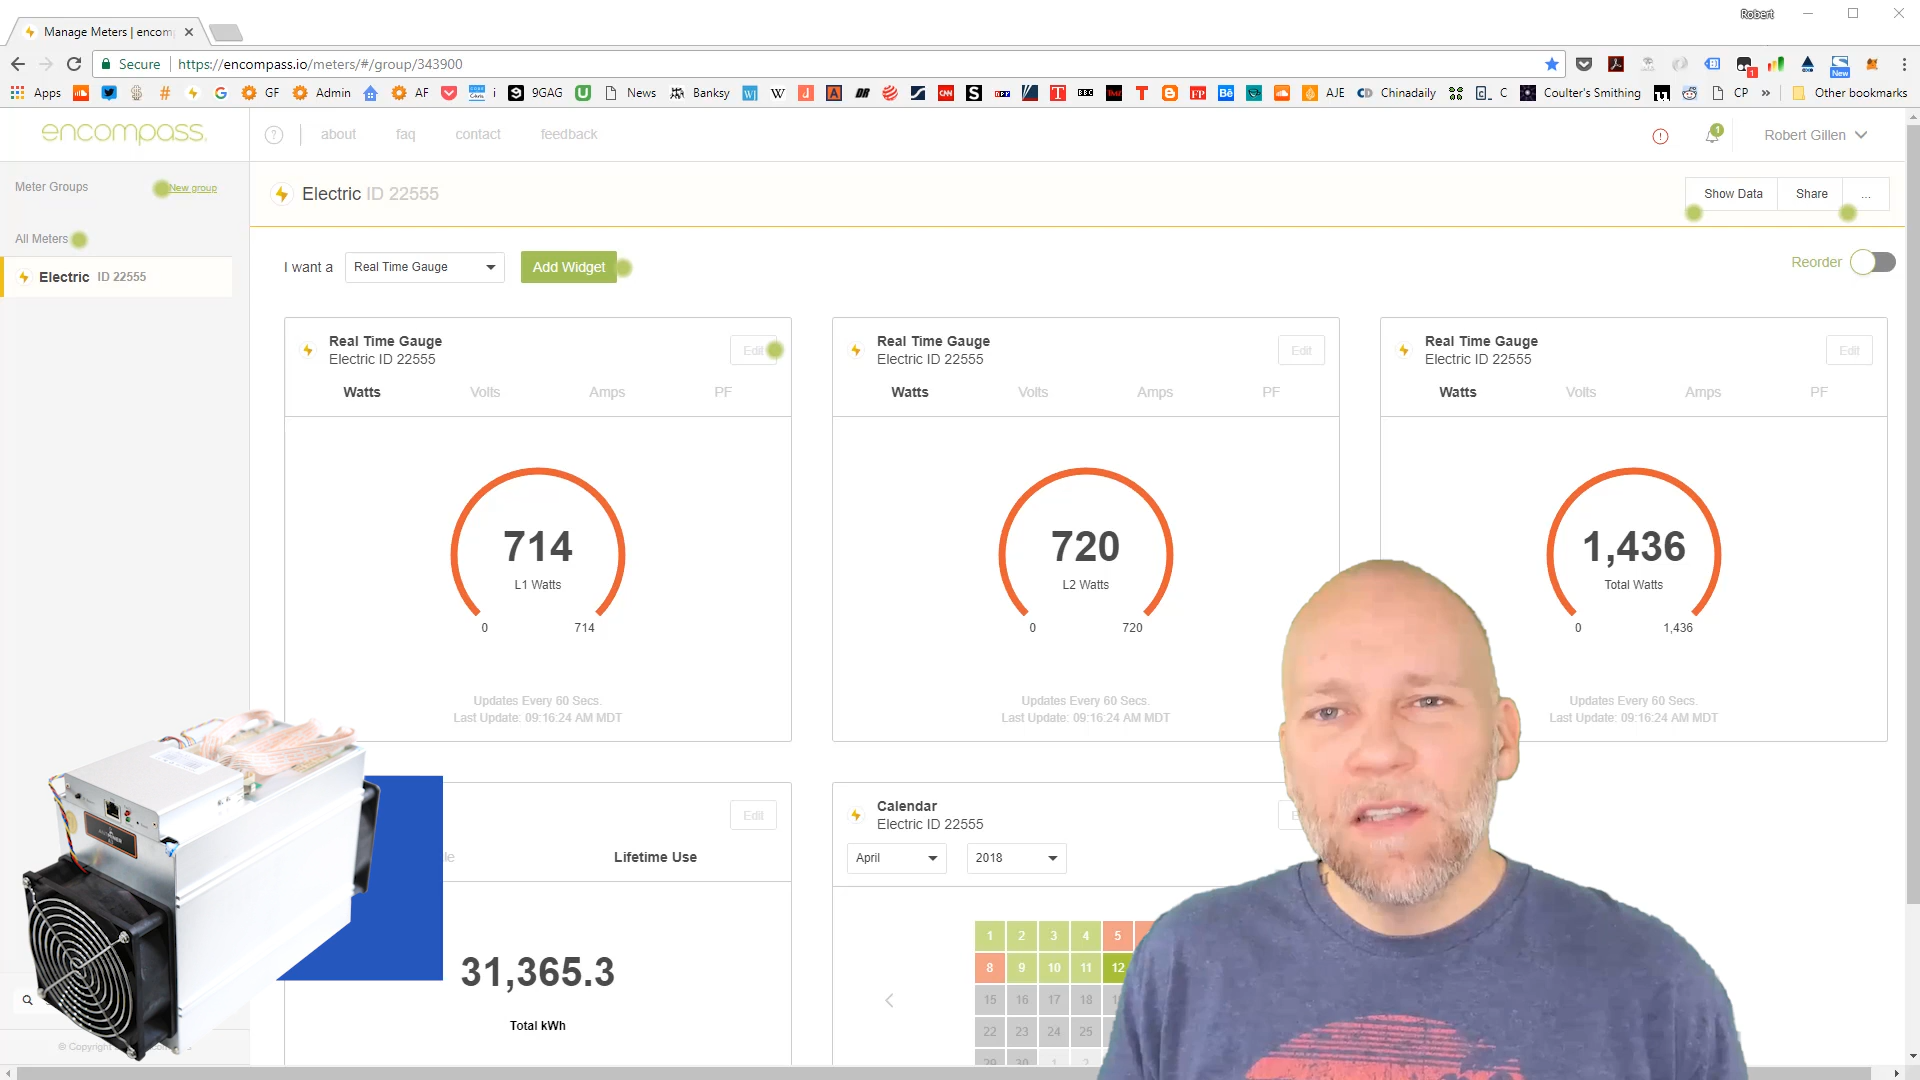 Robert
Manage Meters | encom
Secure
https://encompass.io/meters/#/group/343900
1
New
Apps
GF
Admin
AF
i
9GAG
News
Banksy
AJE
Chinadaily
C
Coulter's Smithing
CP
Other bookmarks
encompass.
?
about
faq
contact
feedback
1
Robert Gillen
Meter Groups
New group
All Meters
Electric ID 22555
Electric ID 22555
Show Data
Share
...
I want a
Real Time Gauge
Add Widget
Reorder
Real Time Gauge
Electric ID 22555
Edit
Watts
Volts
Amps
PF
714
L1 Watts
0
714
Updates Every 60 Secs.
Last Update: 09:16:24 AM MDT
Real Time Gauge
Electric ID 22555
Edit
Watts
Volts
Amps
PF
720
L2 Watts
0
720
Updates Every 60 Secs.
Last Update: 09:16:24 AM MDT
Real Time Gauge
Electric ID 22555
Edit
Watts
Volts
Amps
PF
1,436
Total Watts
0
1,436
Updates Every 60 Secs.
Last Update: 09:16:24 AM MDT
Edit
Lifetime Use
31,365.3
Total kWh
Calendar
Electric ID 22555
April
2018
1 2 3 4 5
8 9 10 11 12
15 16 17 18
22 23 24 25
29 30 1 2
© Copyright